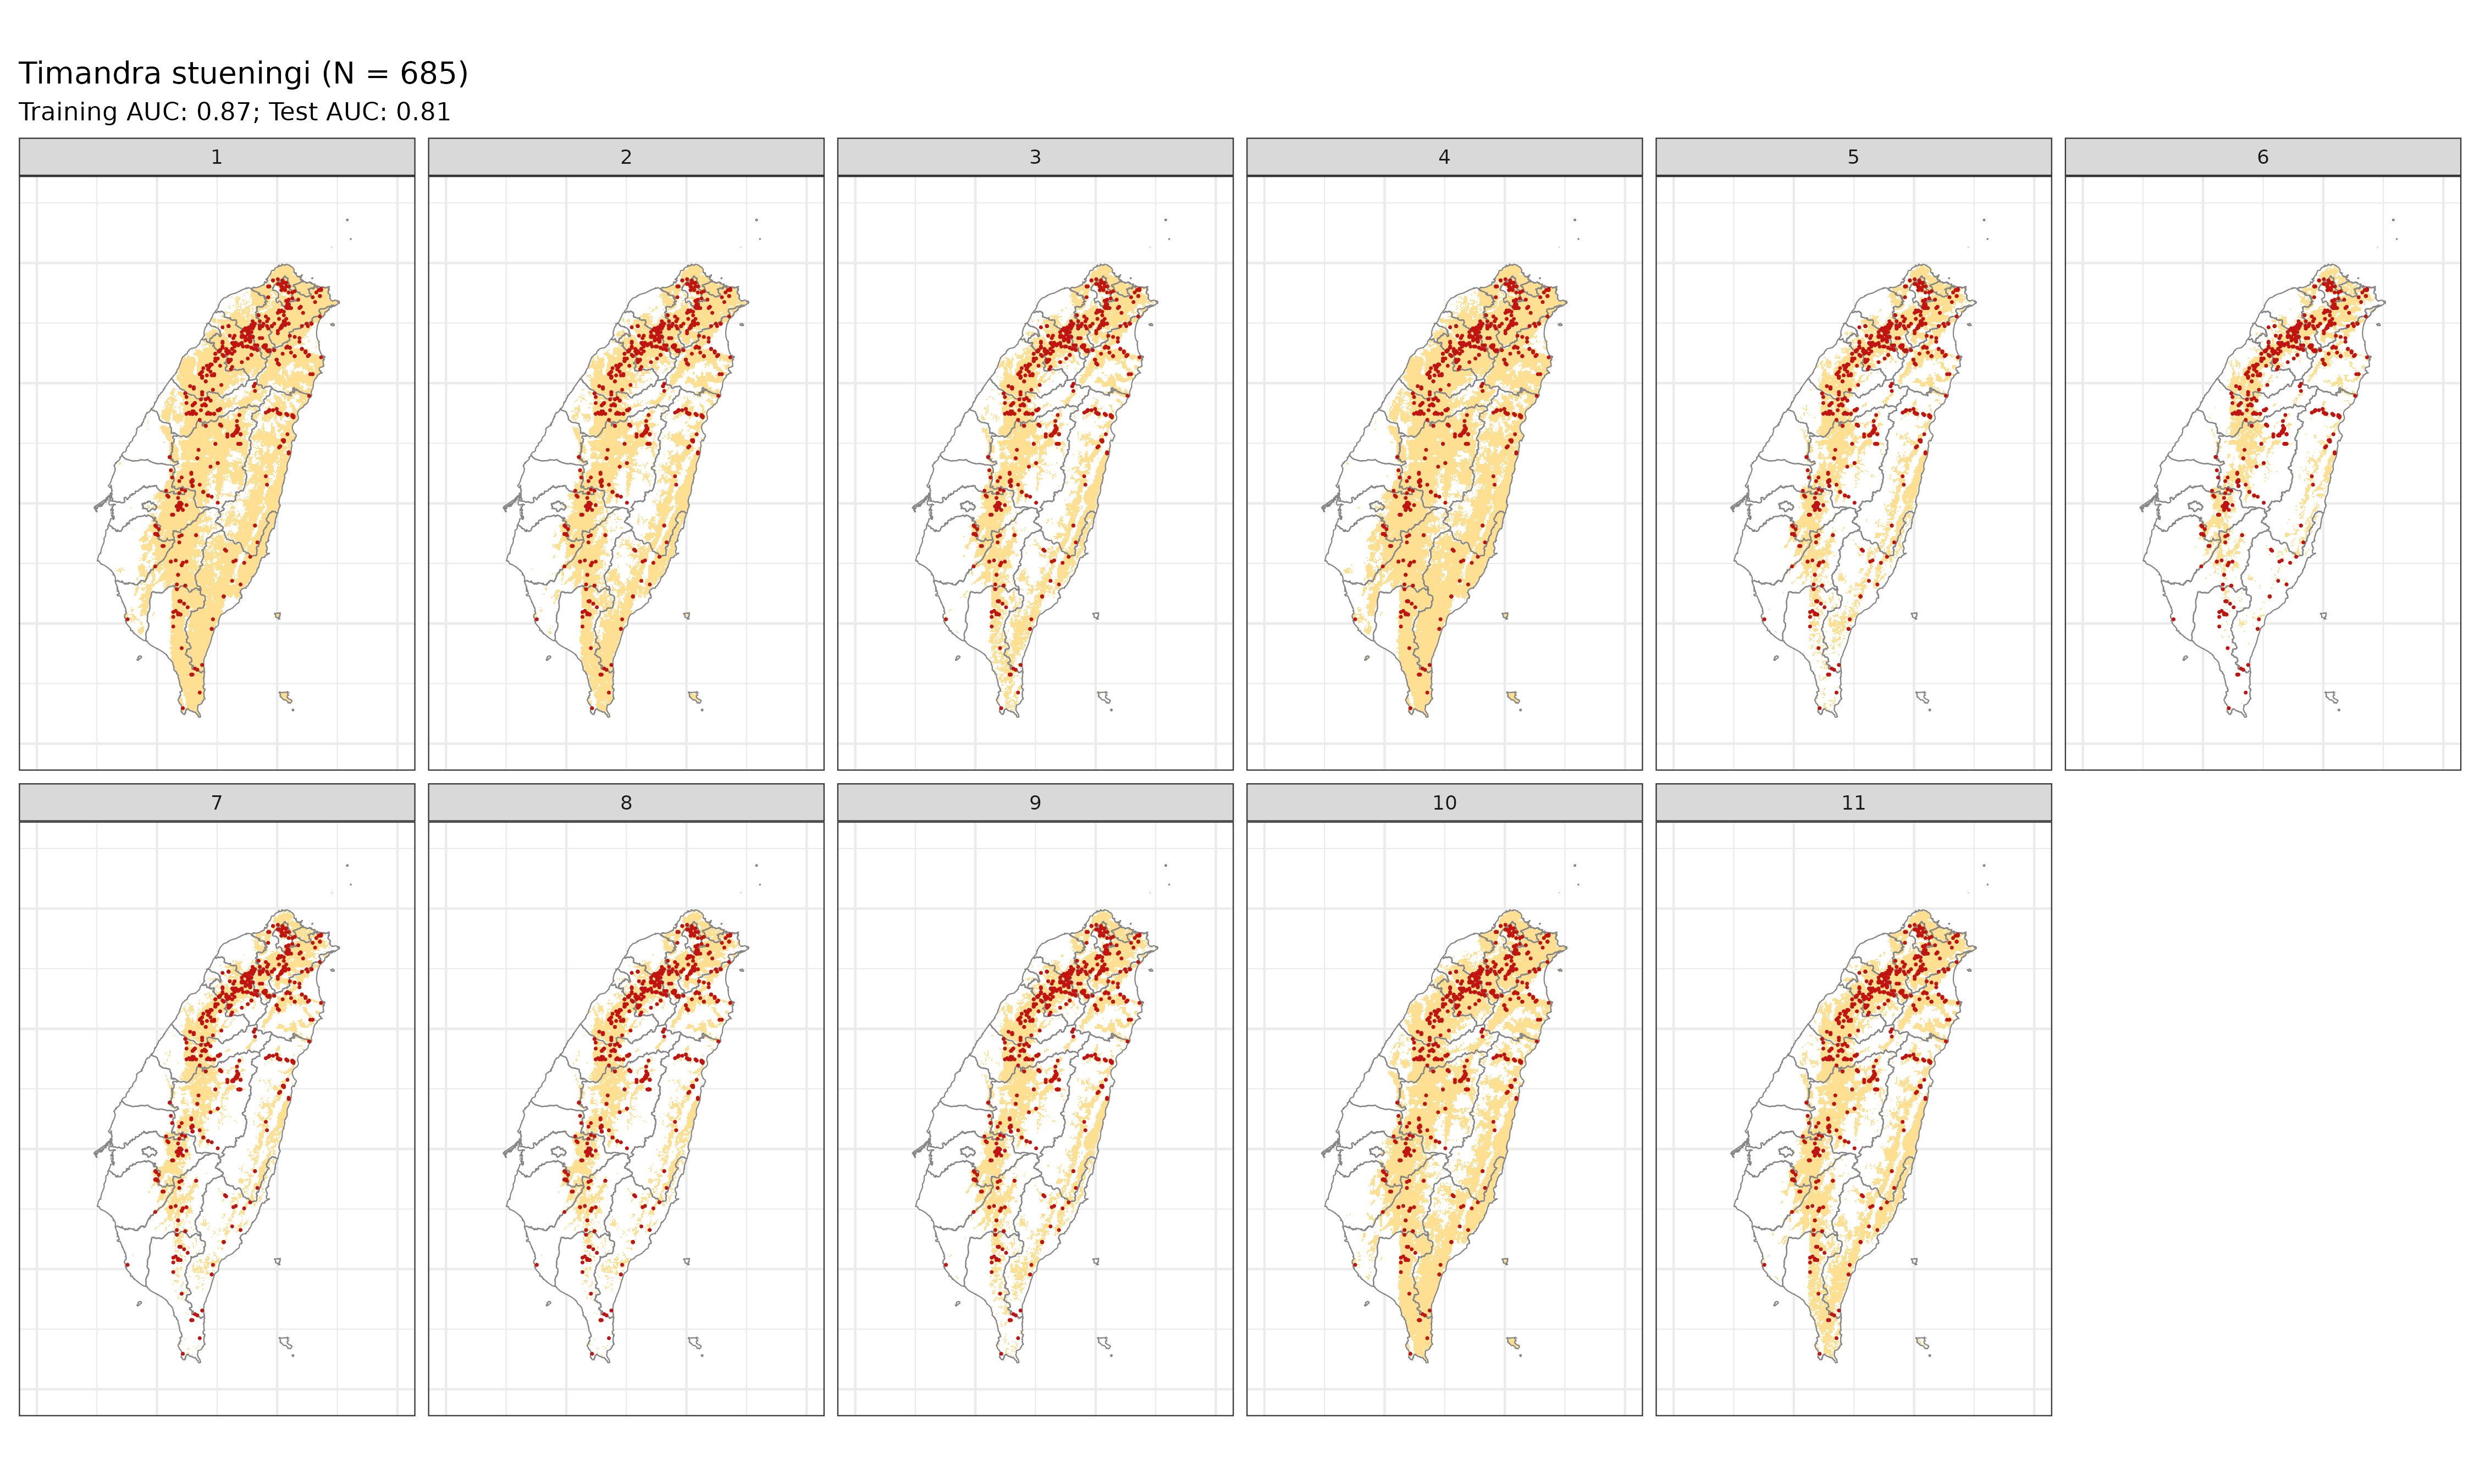 Timandra stueningi (N = 685)
Training AUC: 0.87; Test AUC: 0.81
1 2 3 4 5 6
7 8 9 10 11